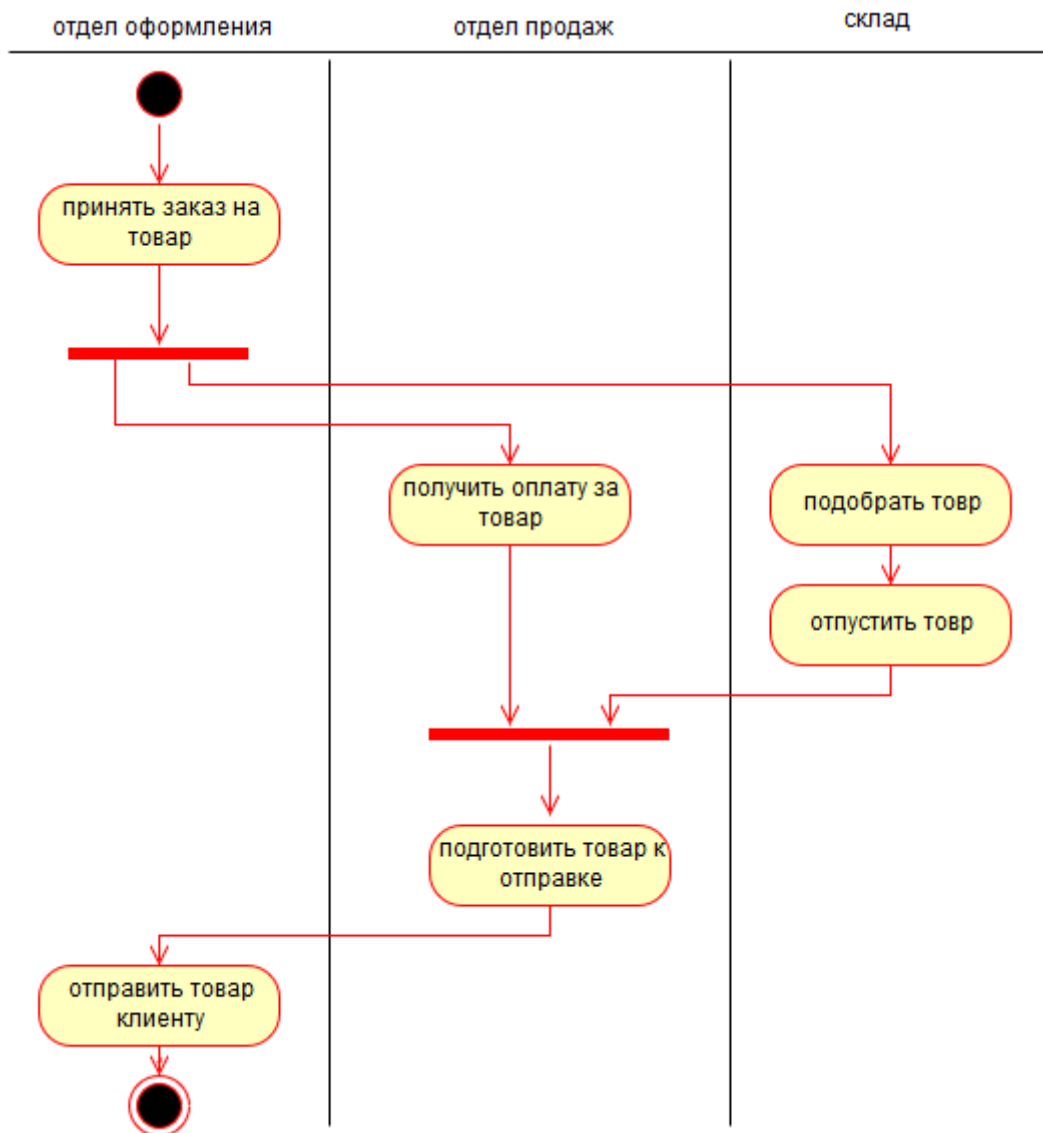 отдел оформления
отдел продаж
склад
принять заказ на
товар
получить оплату за
товар
подобрать товр
отпустить товр
подготовить товар к
отправке
отправить товар
клиенту